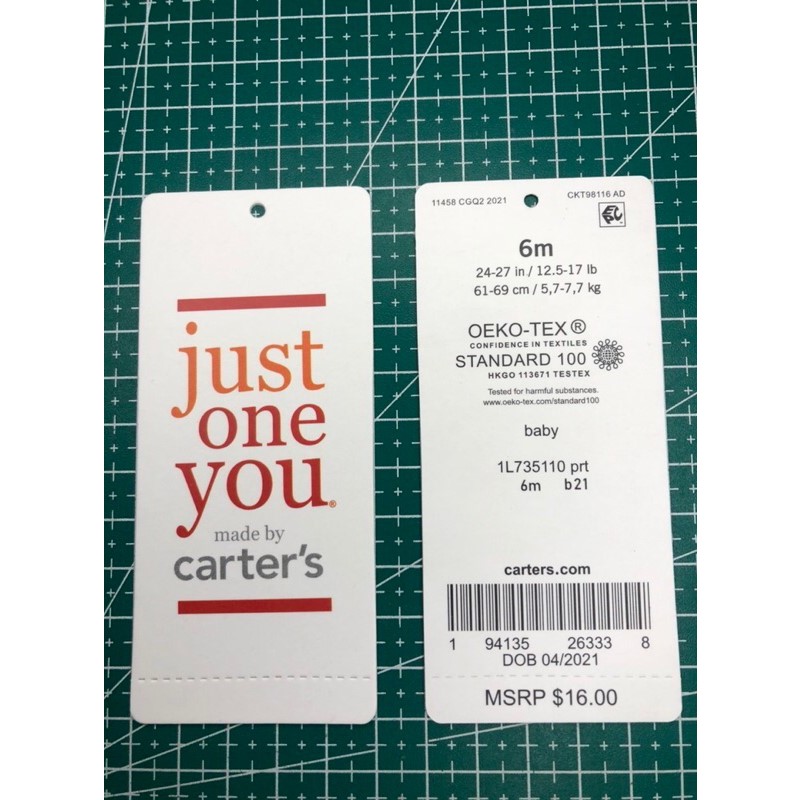 just
one
you®
made by
carter's
11458 CGQ2 2021
CKT98116 AD
6m
24-27 in / 12.5-17 lb
61-69 cm / 5,7-7,7 kg
OEKO-TEX®
CONFIDENCE IN TEXTILES
STANDARD 100
HKGO 113671 TESTEX
Tested for harmful substances.
www.oeko-tex.com/standard100
baby
1L735110 prt
6m b21
carters.com
1 94135 26333 8
DOB 04/2021
MSRP $16.00